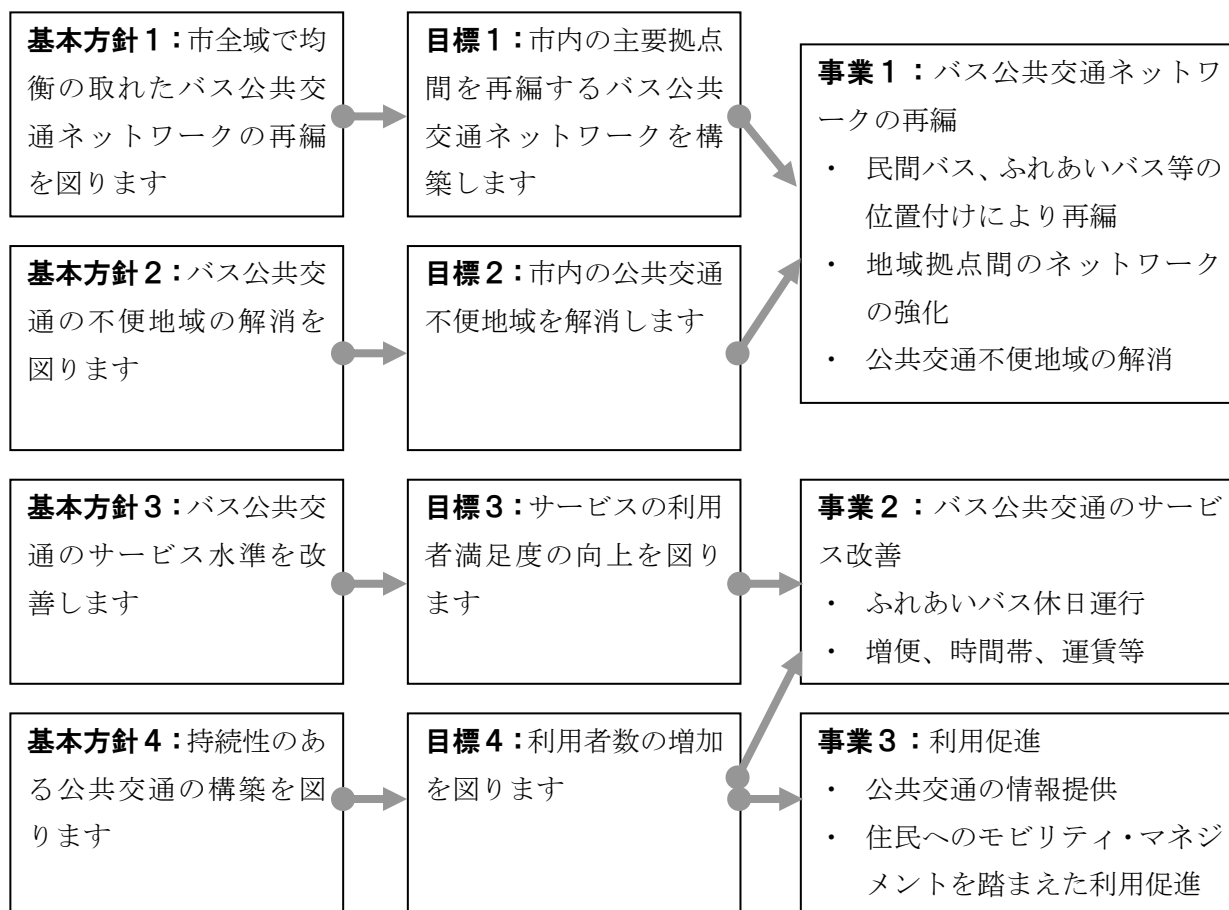 基本方針1：市全域で均
衡の取れたバス公共交
通ネットワークの再編
を図ります
目標1：市内の主要拠点
間を再編するバス公共
交通ネットワークを構
築します
事業1：バス公共交通ネットワ
ークの再編
・ 民間バス、ふれあいバス等の
位置付けにより再編
・ 地域拠点間のネットワーク
の強化
・ 公共交通不便地域の解消
基本方針2：バス公共交
通の不便地域の解消を
図ります
目標2：市内の公共交通
不便地域を解消します
基本方針3：バス公共交
通のサービス水準を改
善します
目標3：サービスの利用
者満足度の向上を図り
ます
事業2：バス公共交通のサービ
ス改善
・ ふれあいバス休日運行
・ 増便、時間帯、運賃等
基本方針4：持続性のあ
る公共交通の構築を図
ります
目標4：利用者数の増加
を図ります
事業3：利用促進
・ 公共交通の情報提供
・ 住民へのモビリティ・マネジ
メントを踏まえた利用促進